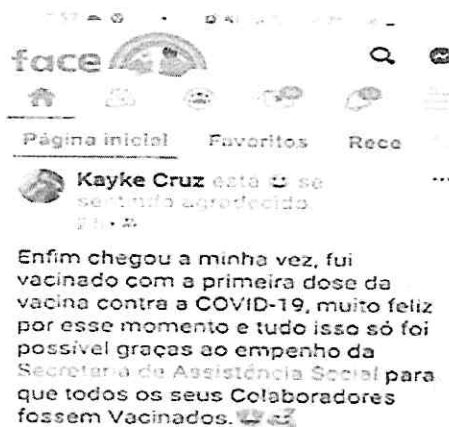 face
Página inicial Favoritos Rece
Kayke Cruz está se
sentindo agradecido.
Enfim chegou a minha vez, fui
vacinado com a primeira dose da
vacina contra a COVID-19, muito feliz
por esse momento e tudo isso só foi
possível graças ao empenho da
Secretaria de Assistência Social para
que todos os seus Colaboradores
fossem Vacinados.